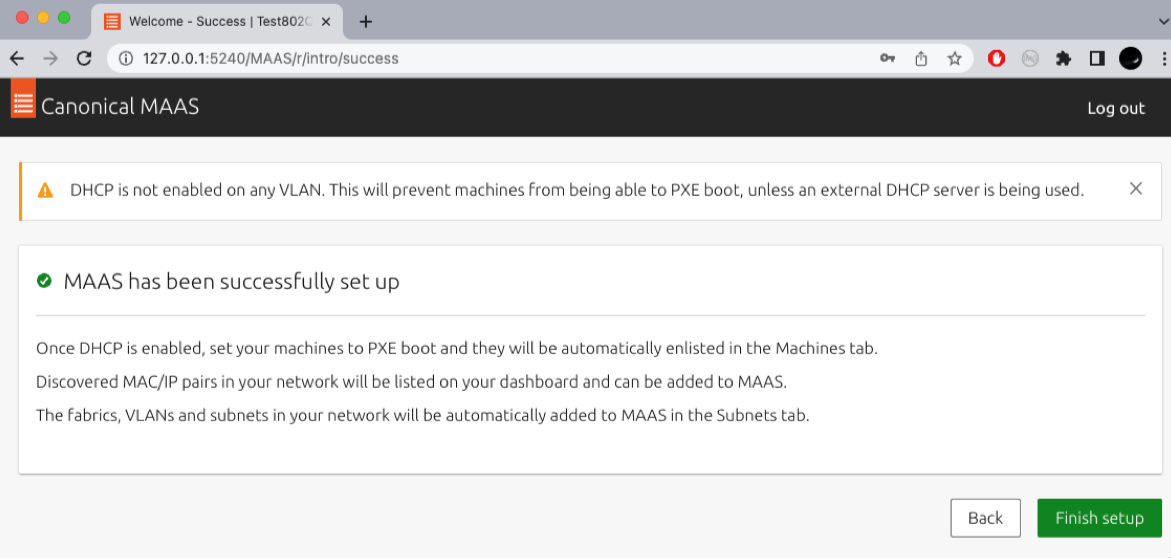 Welcome - Success | Test802
127.0.0.1:5240/MAAS/r/intro/success
Canonical MAAS
Log out
DHCP is not enabled on any VLAN. This will prevent machines from being able to PXE boot, unless an external DHCP server is being used.
MAAS has been successfully set up
Once DHCP is enabled, set your machines to PXE boot and they will be automatically enlisted in the Machines tab.
Discovered MAC/IP pairs in your network will be listed on your dashboard and can be added to MAAS.
The fabrics, VLANs and subnets in your network will be automatically added to MAAS in the Subnets tab.
Back
Finish setup